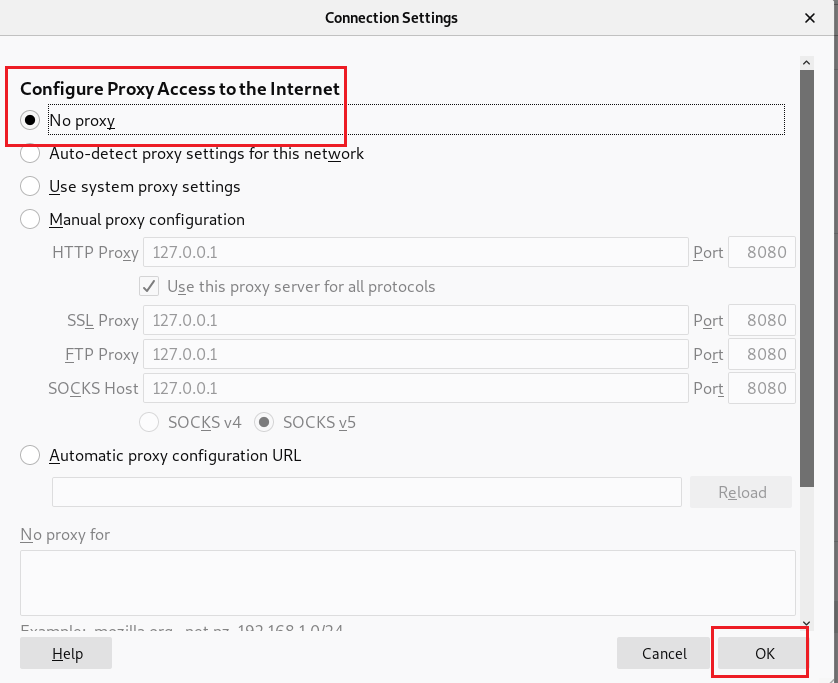 Connection Settings
Configure Proxy Access to the Internet
No proxy
Auto-detect proxy settings for this network
Use system proxy settings
Manual proxy configuration
HTTP Proxy 127.0.0.1 Port 8080
Use this proxy server for all protocols
SSL Proxy 127.0.0.1 Port 8080
FTP Proxy 127.0.0.1 Port 8080
SOCKS Host 127.0.0.1 Port 8080
SOCKS v4 SOCKS v5
Automatic proxy configuration URL
Reload
No proxy for
Example: .mozilla.org, .net.nz, 192.168.1.0/24
Help Cancel OK